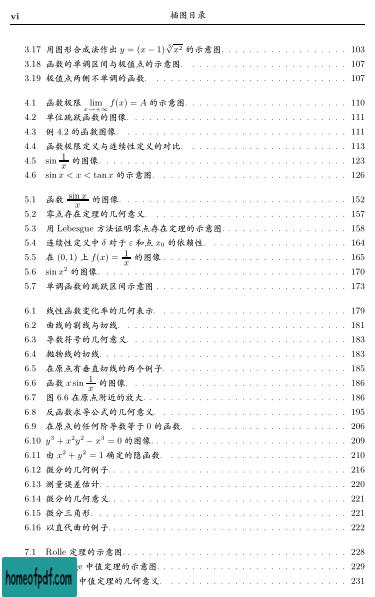 vi 插图目录
3.17 用图形合成法作出 y = (x − 1)∛x² 的示意图 . . . . . . . . . . . . . . . . . 103
3.18 函数的单调区间与极值点的示意图 . . . . . . . . . . . . . . . . . 107
3.19 极值点两侧不单调的函数 . . . . . . . . . . . . . . . . . 107
4.1 函数极限 lim x→+∞ f(x) = A 的示意图 . . . . . . . . . . . . . . . . . 110
4.2 单位跳跃函数的图像 . . . . . . . . . . . . . . . . . 111
4.3 例 4.2 的函数图像 . . . . . . . . . . . . . . . . . 111
4.4 函数极限定义与连续性定义的对比 . . . . . . . . . . . . . . . . . 113
4.5 sin 1/x 的图像 . . . . . . . . . . . . . . . . . 123
4.6 sin x < x < tan x 的示意图 . . . . . . . . . . . . . . . . . 126
5.1 函数 sin x/x 的图像 . . . . . . . . . . . . . . . . . 152
5.2 零点存在定理的几何意义 . . . . . . . . . . . . . . . . . 157
5.3 用 Lebesgue 方法证明零点存在定理的示意图 . . . . . . . . . . . . . . . . . 158
5.4 连续性定义中 δ 对于 ε 和点 x₀ 的依赖性 . . . . . . . . . . . . . . . . . 164
5.5 在 (0, 1) 上 f(x) = 1/x 的图像 . . . . . . . . . . . . . . . . . 165
5.6 sin x² 的图像 . . . . . . . . . . . . . . . . . 170
5.7 单调函数的跳跃区间示意图 . . . . . . . . . . . . . . . . . 173
6.1 线性函数变化率的几何表示 . . . . . . . . . . . . . . . . . 179
6.2 曲线的割线与切线 . . . . . . . . . . . . . . . . . 181
6.3 导数符号的几何意义 . . . . . . . . . . . . . . . . . 183
6.4 抛物线的切线 . . . . . . . . . . . . . . . . . 183
6.5 在原点有垂直切线的两个例子 . . . . . . . . . . . . . . . . . 185
6.6 函数 x sin 1/x 的图像 . . . . . . . . . . . . . . . . . 186
6.7 图 6.6 在原点附近的放大 . . . . . . . . . . . . . . . . . 186
6.8 反函数求导公式的几何意义 . . . . . . . . . . . . . . . . . 195
6.9 在原点的任何阶导数等于 0 的函数 . . . . . . . . . . . . . . . . . 206
6.10 y³ + x²y² − x³ = 0 的图像 . . . . . . . . . . . . . . . . . 209
6.11 由 x² + y² = 1 确定的隐函数 . . . . . . . . . . . . . . . . . 210
6.12 微分的几何例子 . . . . . . . . . . . . . . . . . 216
6.13 测量误差估计 . . . . . . . . . . . . . . . . . 220
6.14 微分的几何意义 . . . . . . . . . . . . . . . . . 221
6.15 微分三角形 . . . . . . . . . . . . . . . . . 221
6.16 以直代曲的例子 . . . . . . . . . . . . . . . . . 222
7.1 Rolle 定理的示意图 . . . . . . . . . . . . . . . . . 228
中值定理的示意图 . . . . . . . . . . . . . . . . . 229
中值定理的几何意义 . . . . . . . . . . . . . . . . . 231
homeofpdf.com